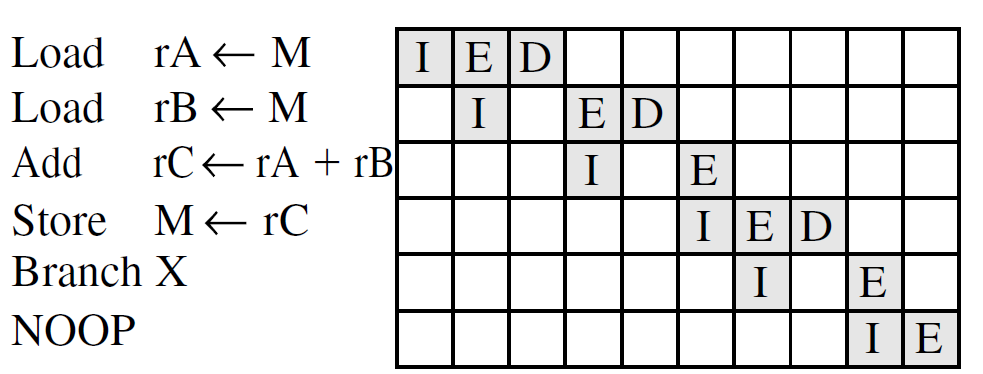 Load rA ← M I E D
Load rB ← M I E D
Add rC ← rA + rB I E
Store M ← rC I E D
Branch X I E
NOOP I E